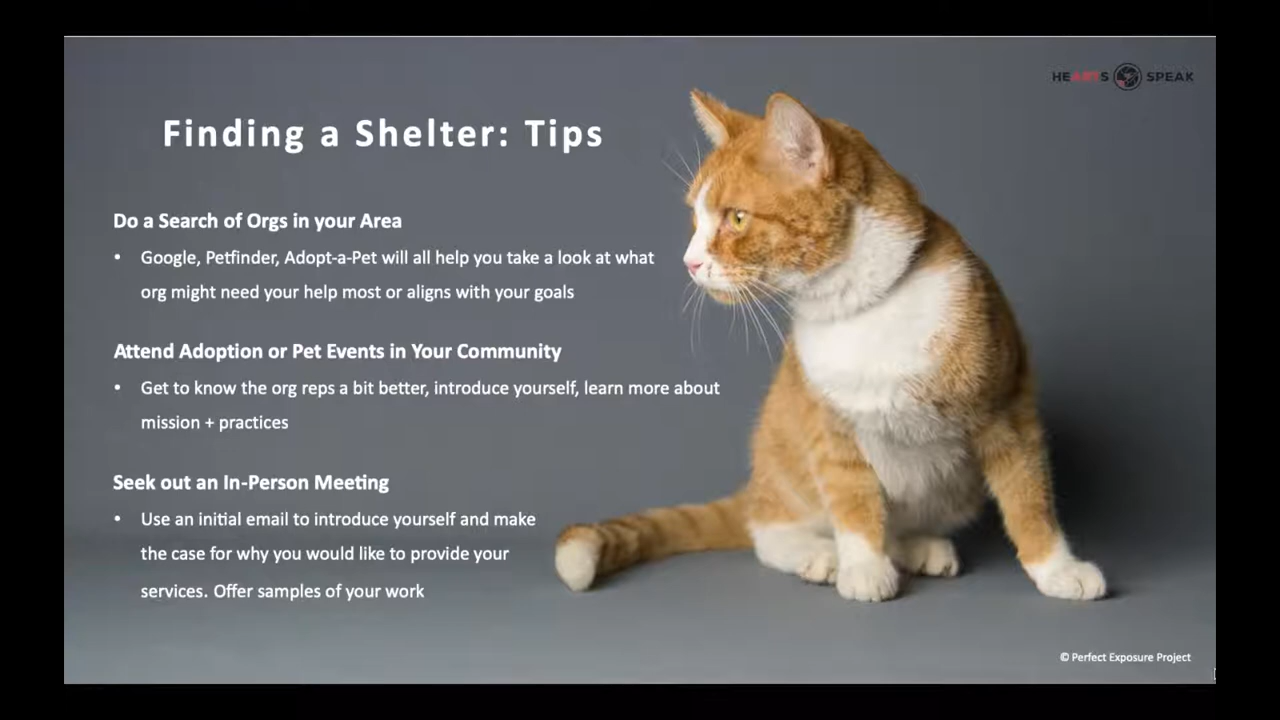 HEARTS SPEAK
Finding a Shelter: Tips
Do a Search of Orgs in your Area
• Google, Petfinder, Adopt-a-Pet will all help you take a look at what
org might need your help most or aligns with your goals
Attend Adoption or Pet Events in Your Community
• Get to know the org reps a bit better, introduce yourself, learn more about
mission + practices
Seek out an In-Person Meeting
• Use an initial email to introduce yourself and make
the case for why you would like to provide your
services. Offer samples of your work
© Perfect Exposure Project